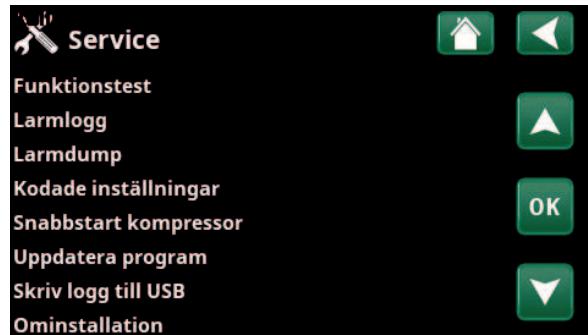 Service
Funktionstest
Larmlogg
Larmdump
Kodade inställningar
OK
Snabbstart kompressor
Uppdatera program
Skriv logg till USB
Ominstallation